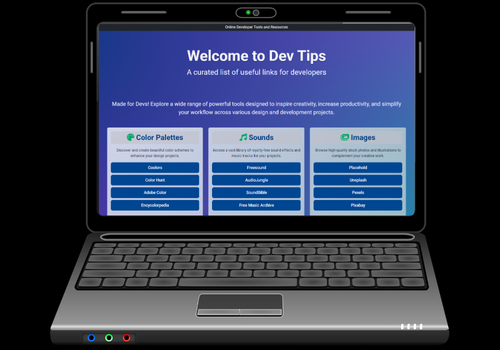 Online Developer Tools and Resources
Welcome to Dev Tips
A curated list of useful links for developers
Made for Devs! Explore a wide range of powerful tools designed to inspire creativity, increase productivity, and simplify
your workflow across various design and development projects.
Color Palettes
Discover and create beautiful color schemes to
enhance your design projects.
Coolors
Color Hunt
Adobe Color
Encycolorpedia
Sounds
Access a vast library of royalty-free sound effects and
music tracks for your projects.
Freesound
AudioJungle
SoundBible
Free Music Archive
Images
Browse high-quality stock photos and illustrations to
complement your creative work.
Placehold
Unsplash
Pexels
Pixabay